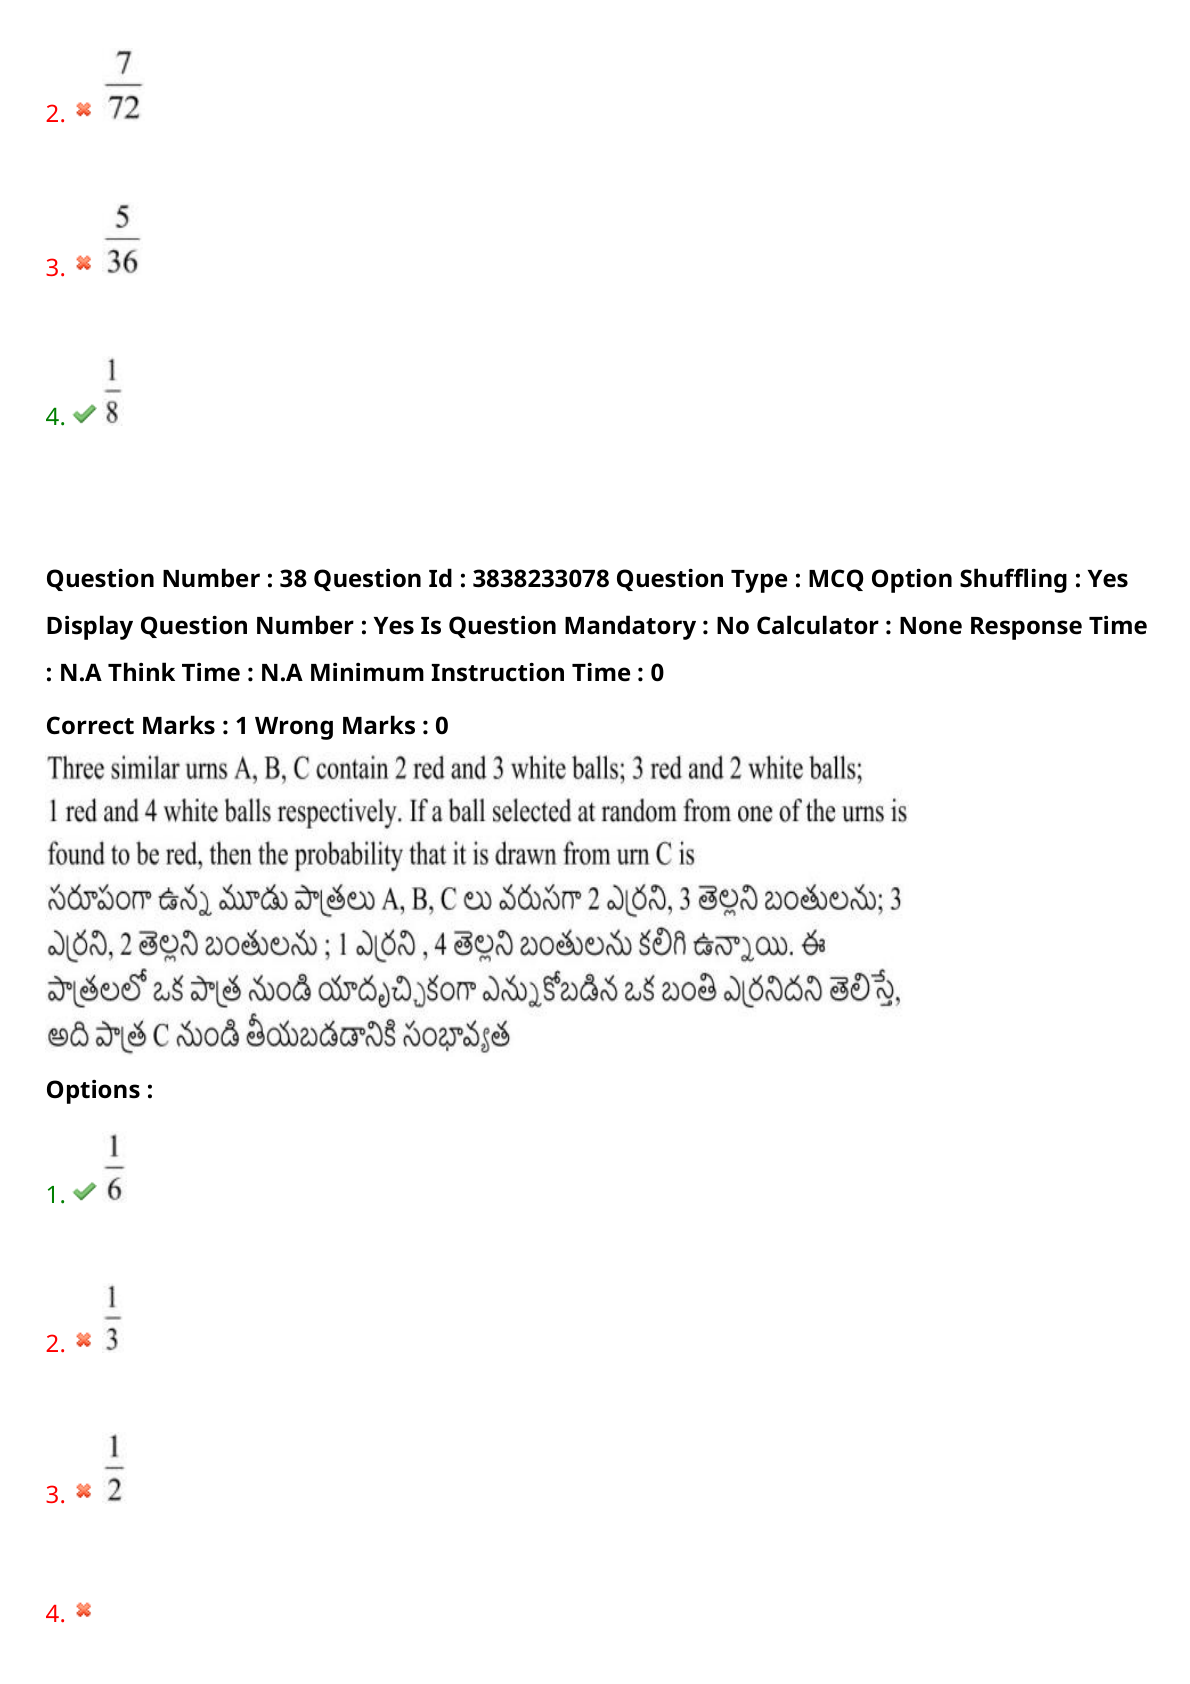 2. 7/72
3. 5/36
4. 1/8
Question Number : 38 Question Id : 3838233078 Question Type : MCQ Option Shuffling : Yes
Display Question Number : Yes Is Question Mandatory : No Calculator : None Response Time
: N.A Think Time : N.A Minimum Instruction Time : 0
Correct Marks : 1 Wrong Marks : 0
Three similar urns A, B, C contain 2 red and 3 white balls; 3 red and 2 white balls;
1 red and 4 white balls respectively. If a ball selected at random from one of the urns is
found to be red, then the probability that it is drawn from urn C is
సరూపంగా ఉన్న మూడు పాత్రలు A, B, C లు వరుసగా 2 ఎర్రని, 3 తెల్లని బంతులను; 3
ఎర్రని, 2 తెల్లని బంతులను ; 1 ఎర్రని , 4 తెల్లని బంతులను కలిగి ఉన్నాయి. ఈ
పాత్రలలో ఒక పాత్ర నుండి యాదృచ్చికంగా ఎన్నుకోబడిన ఒక బంతి ఎర్రనిదని తెలిస్తే,
అది పాత్ర C నుండి తీయబడడానికి సంభావ్యత
Options :
1. 1/6
2. 1/3
3. 1/2
4.